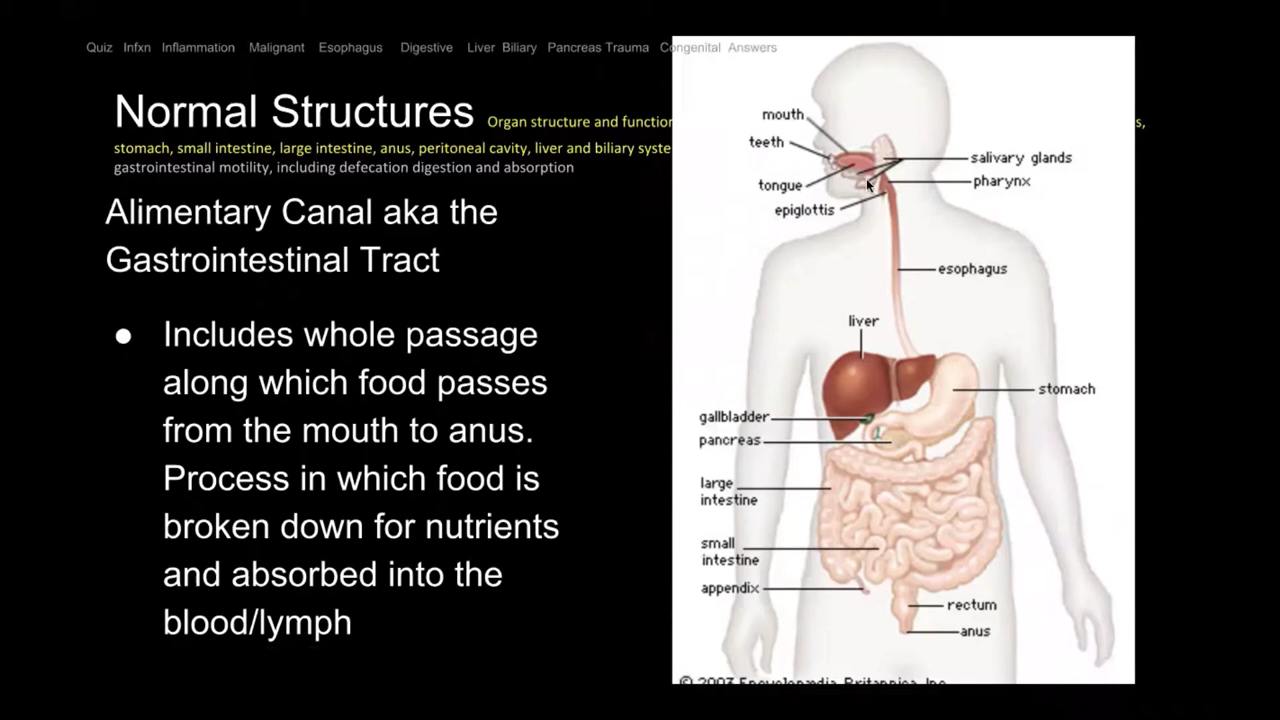 Quiz Infxn Inflammation Malignant Esophagus Digestive Liver Biliary Pancreas Trauma Congenital Answers
Normal Structures Organ structure and function
s,
stomach, small intestine, large intestine, anus, peritoneal cavity, liver and biliary syste
gastrointestinal motility, including defecation digestion and absorption
Alimentary Canal aka the
Gastrointestinal Tract
● Includes whole passage
along which food passes
from the mouth to anus.
Process in which food is
broken down for nutrients
and absorbed into the
blood/lymph
mouth
teeth
tongue
epiglottis
salivary glands
pharynx
esophagus
liver
stomach
gallbladder
pancreas
large
intestine
small
intestine
appendix
rectum
anus
© 2003 Encyclopædia Britannica, Inc.